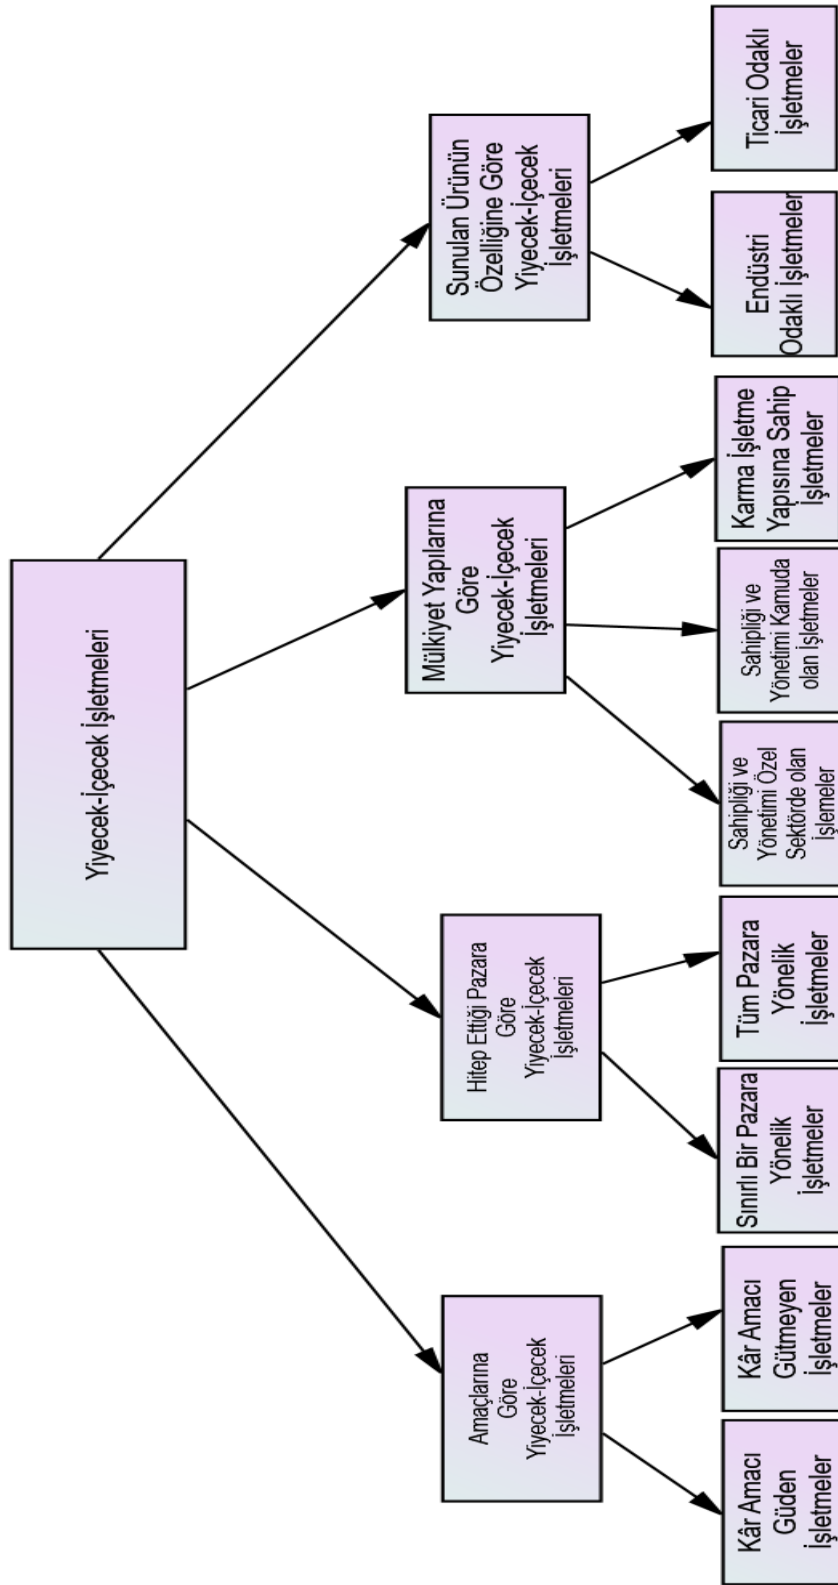 Yiyecek-İçecek İşletmeleri
Amaçlarına
Göre
Yiyecek-İçecek
İşletmeleri
Hitep Ettiği Pazara
Göre
Yiyecek-İçecek
İşletmeleri
Mülkiyet Yapılarına
Göre
Yiyecek-İçecek
İşletmeleri
Sunulan Ürünün
Özelliğine Göre
Yiyecek-İçecek
İşletmeleri
Kâr Amacı
Güden
İşletmeler
Kâr Amacı
Gütmeyen
İşletmeler
Sınırlı Bir Pazara
Yönelik
İşletmeler
Tüm Pazara
Yönelik
İşletmeler
Sahipliği ve
Yönetimi Özel
Sektörde olan
İşlemeler
Sahipliği ve
Yönetimi Kamuda
olan İşletmeler
Karma İşletme
Yapısına Sahip
İşletmeler
Endüstri
Odaklı İşletmeler
Ticari Odaklı
İşletmeler